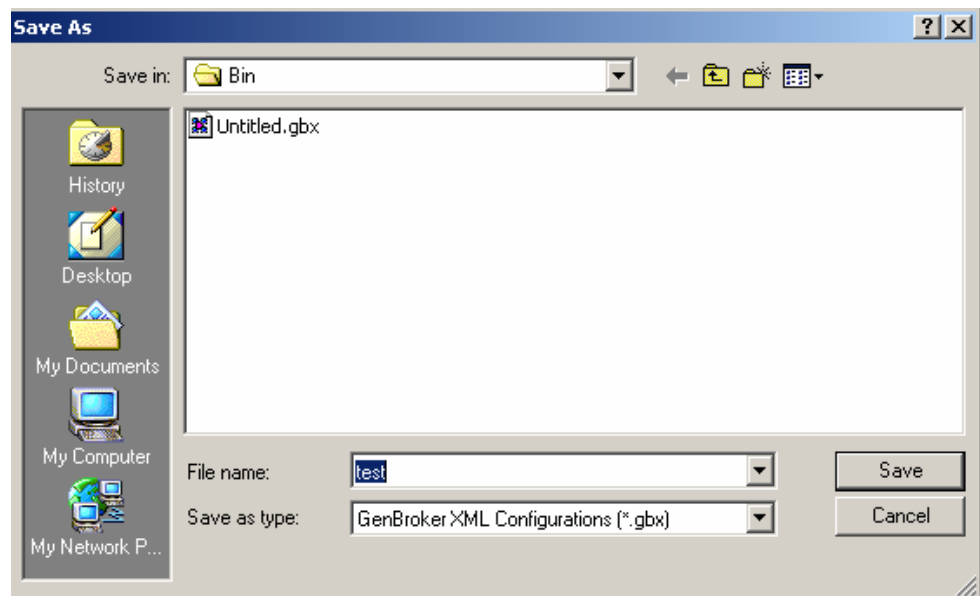 Save As
Save in: Bin
Untitled.gbx
History
Desktop
My Documents
My Computer
My Network P...
File name: test Save
Save as type: GenBroker XML Configurations (*.gbx) Cancel